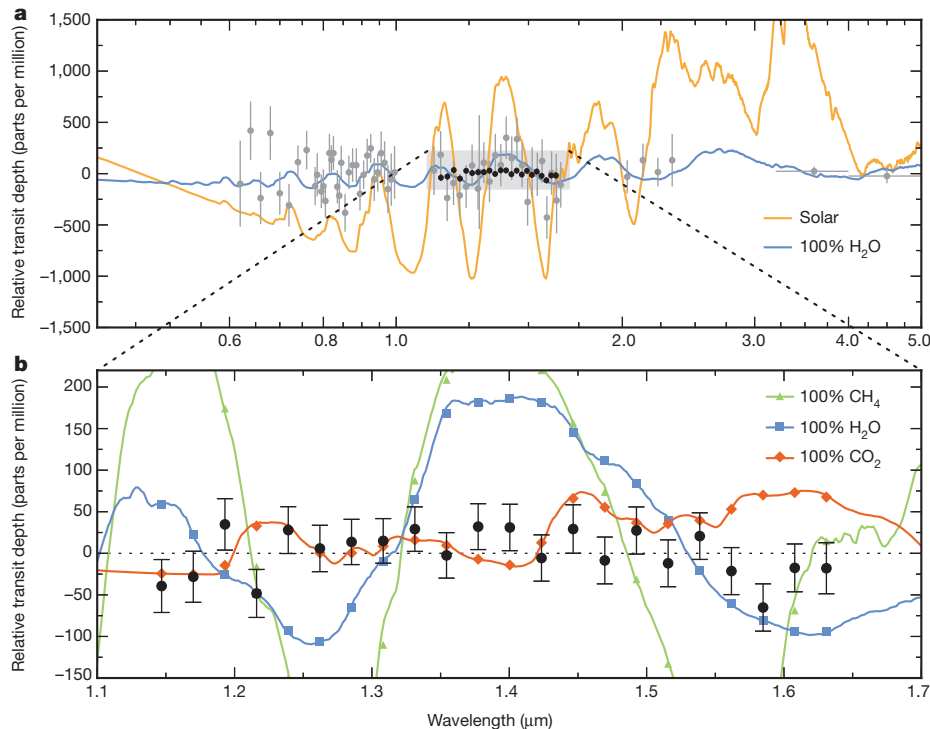 a
Relative transit depth (parts per million)
1,500
1,000
500
0
−500
−1,000
−1,500
Solar
100% H₂O
0.6 0.8 1.0 2.0 3.0 4.0 5.0
b
Relative transit depth (parts per million)
200
150
100
50
0
−50
−100
−150
100% CH₄
100% H₂O
100% CO₂
1.1 1.2 1.3 1.4 1.5 1.6 1.7
Wavelength (μm)